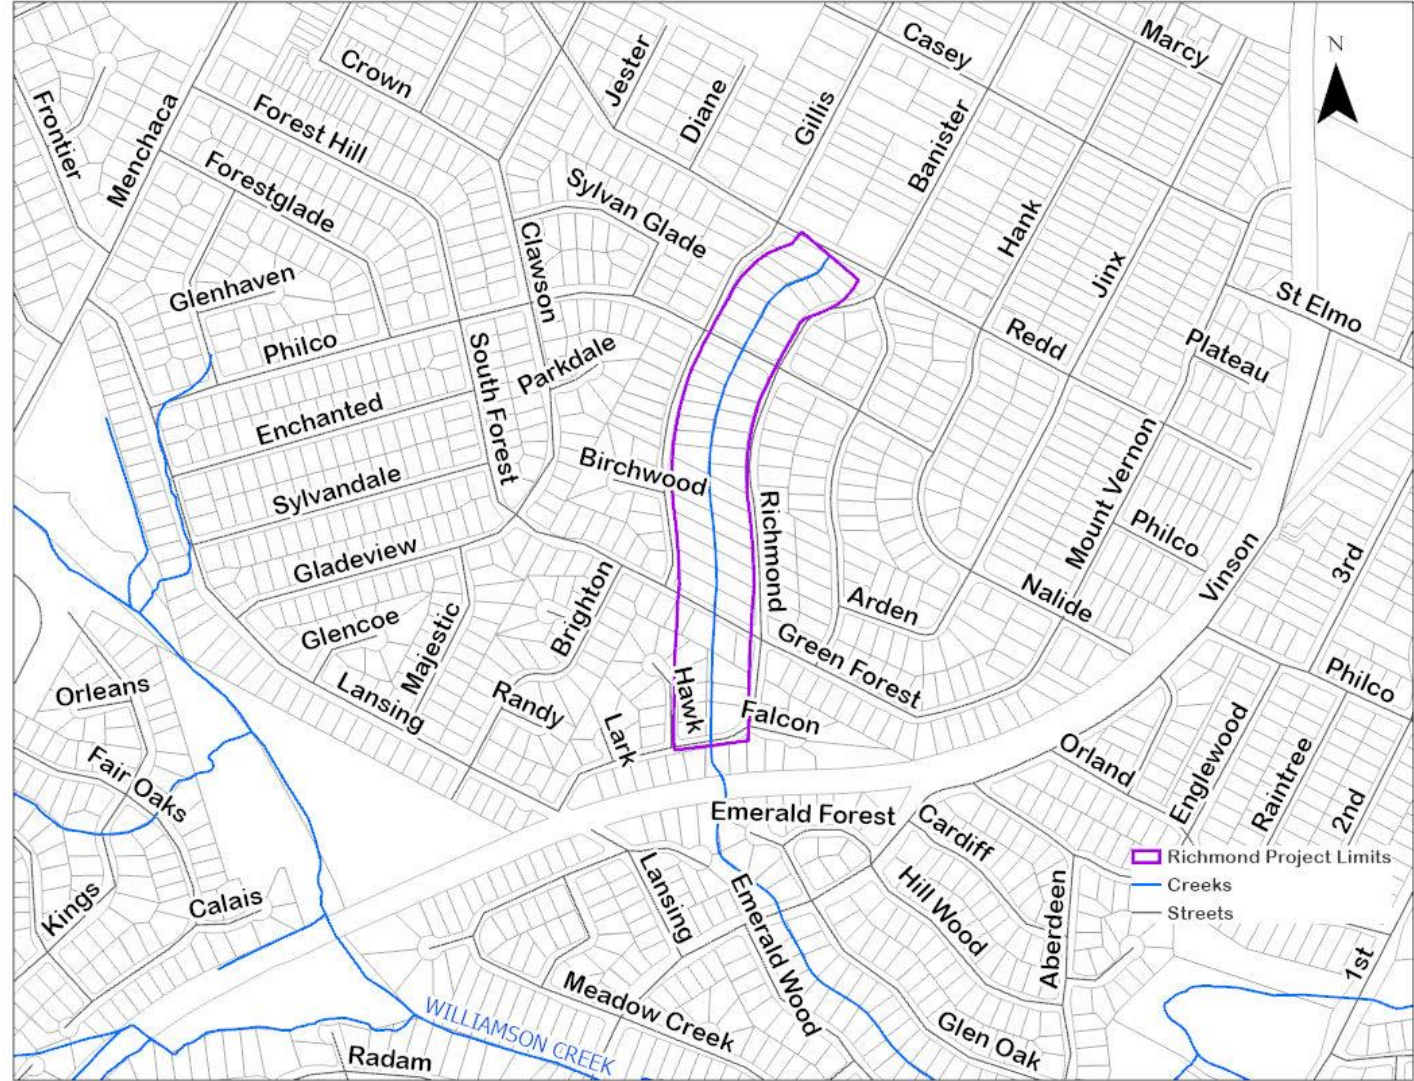 Marcy
Casey
N
Crown
Jester
Diane
Gillis
Banister
Frontier
Menchaca
Forest Hill
Forestglade
Sylvan Glade
Clawson
Hank
Jinx
Glenhaven
St Elmo
Philco
South Forest
Parkdale
Redd
Plateau
Enchanted
Birchwood
Sylvandale
Richmond
Mount Vernon
Philco
Gladeview
Vinson
3rd
Brighton
Arden
Nalide
Glencoe
Majestic
Green Forest
Philco
Orleans
Lansing
Randy
Hawk
Falcon
Lark
Fair Oaks
Orland
Englewood
Raintree
2nd
Emerald Forest
Cardiff
Kings
Calais
Lansing
Emerald Wood
Hill Wood
Aberdeen
Richmond Project Limits
Creeks
Streets
1st
Meadow Creek
WILLIAMSON CREEK
Glen Oak
Radam